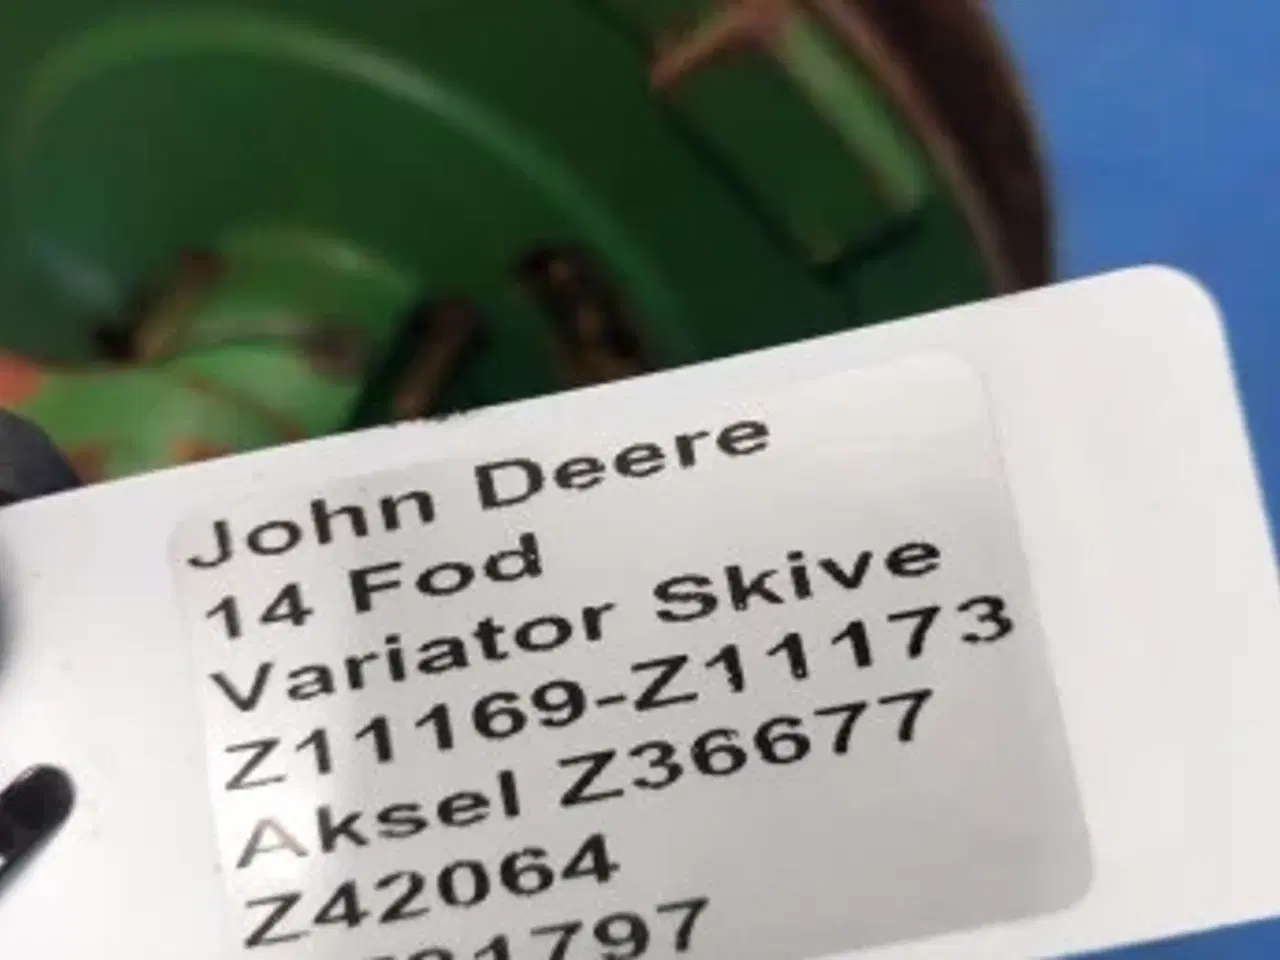 John Deere
14 Fod
Variator Skive
Z11169-Z11173
Aksel Z36677
Z42064